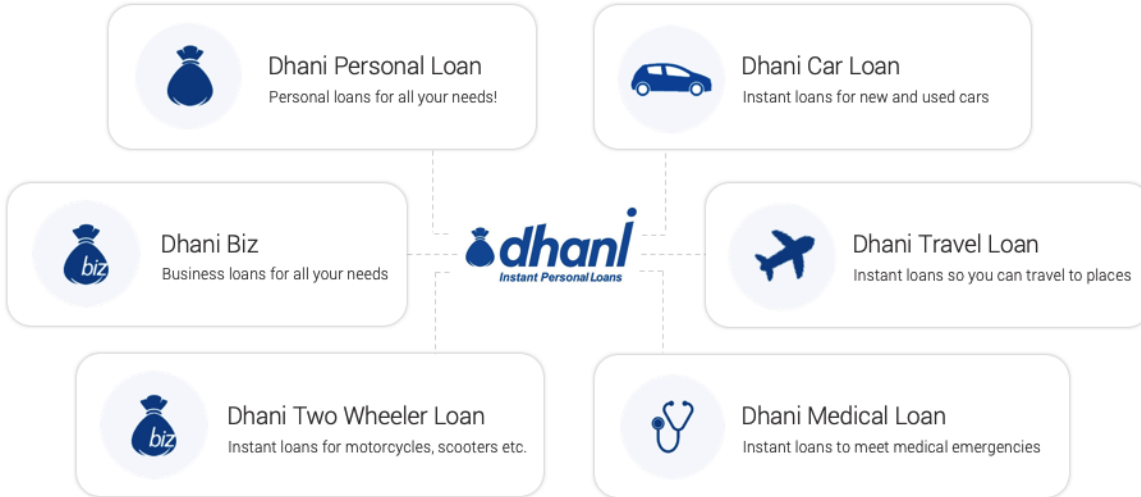 Dhani Personal Loan
Personal loans for all your needs!
Dhani Car Loan
Instant loans for new and used cars
biz
Dhani Biz
Business loans for all your needs
dhani
Instant Personal Loans
Dhani Travel Loan
Instant loans so you can travel to places
biz
Dhani Two Wheeler Loan
Instant loans for motorcycles, scooters etc.
Dhani Medical Loan
Instant loans to meet medical emergencies